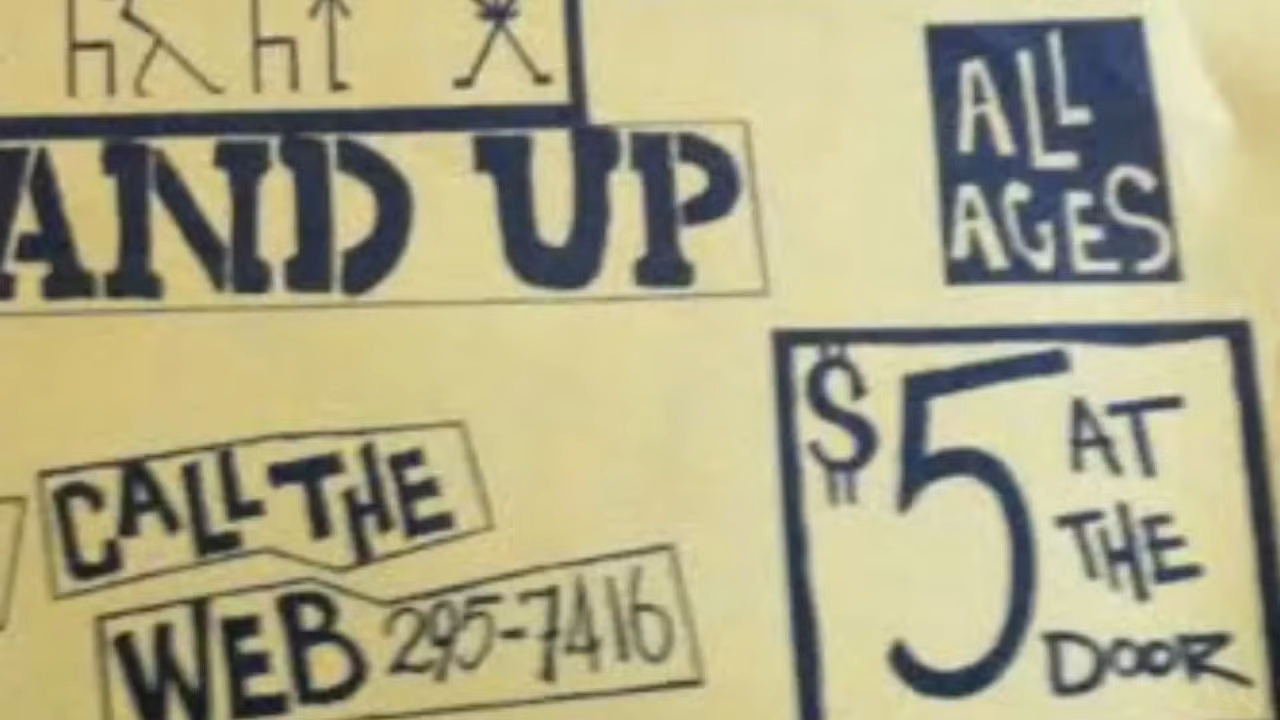 AND UP
ALL
AGES
$5 AT
THE
DOOR
CALL THE
WEB 295-7416